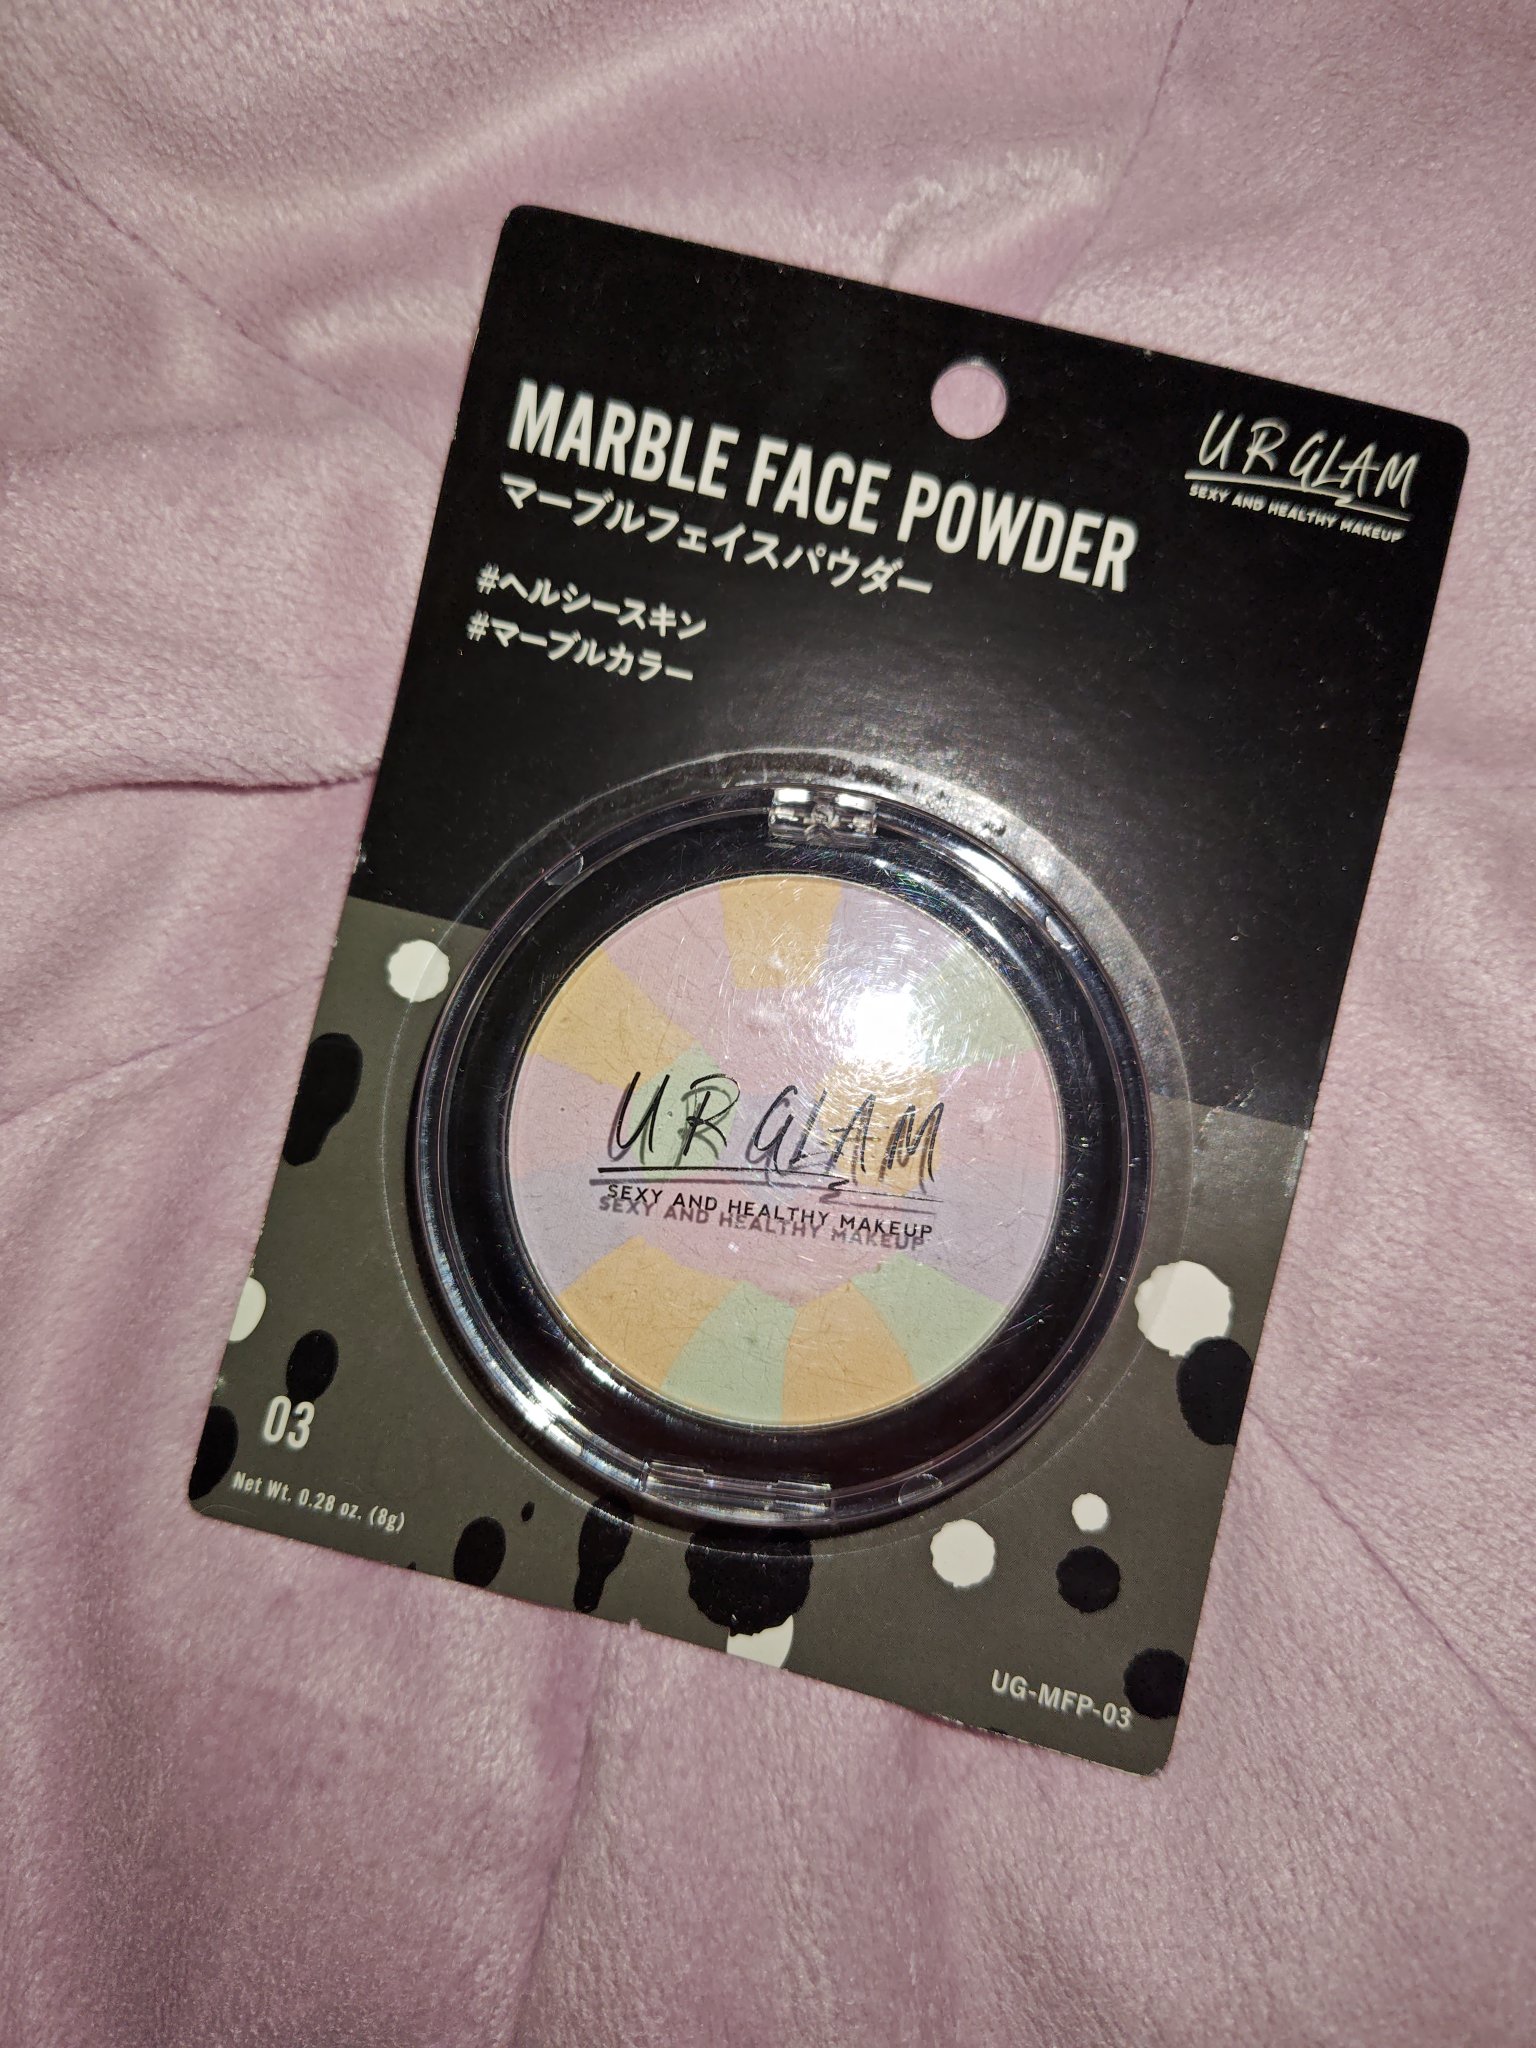 MARBLE FACE POWDER
マーブルフェイスパウダー
#ヘルシースキン
#マーブルカラー
UR GLAM
SEXY AND HEALTHY MAKEUP
UR GLAM
SEXY AND HEALTHY MAKEUP
03
Net Wt. 0.28 oz. (8g)
UG-MFP-03